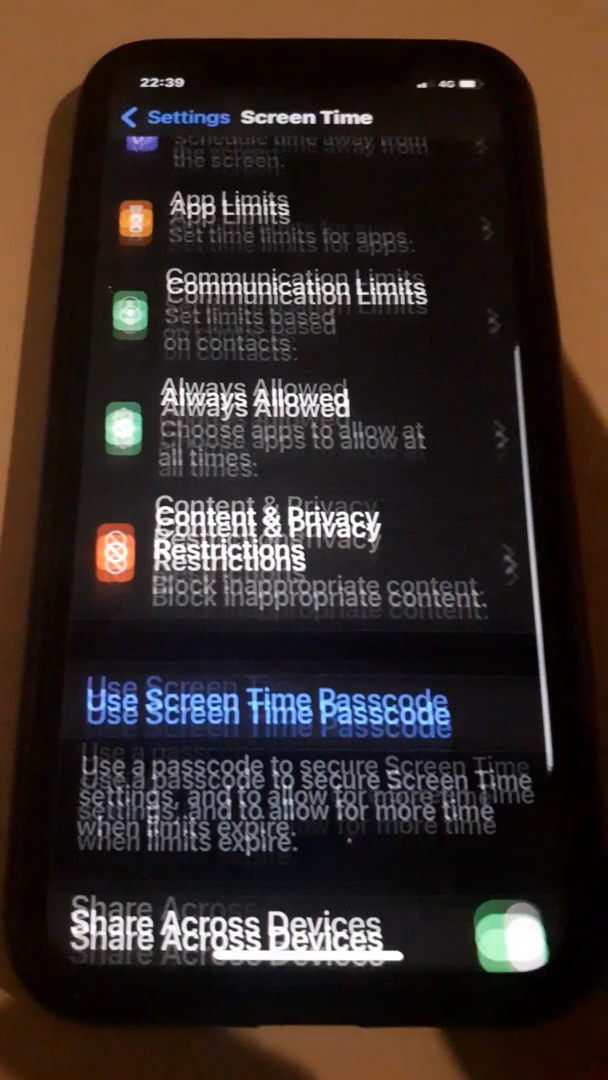 22:39
4G
Settings Screen Time
Schedule time away from
the screen.
App Limits
Set time limits for apps.
Communication Limits
Set limits based
on contacts.
Always Allowed
Choose apps to allow at
all times.
Content & Privacy
Restrictions
Block inappropriate content.
Use Screen Time Passcode
Use a passcode to secure Screen Time
settings, and to allow for more time
when limits expire.
Share Across Devices